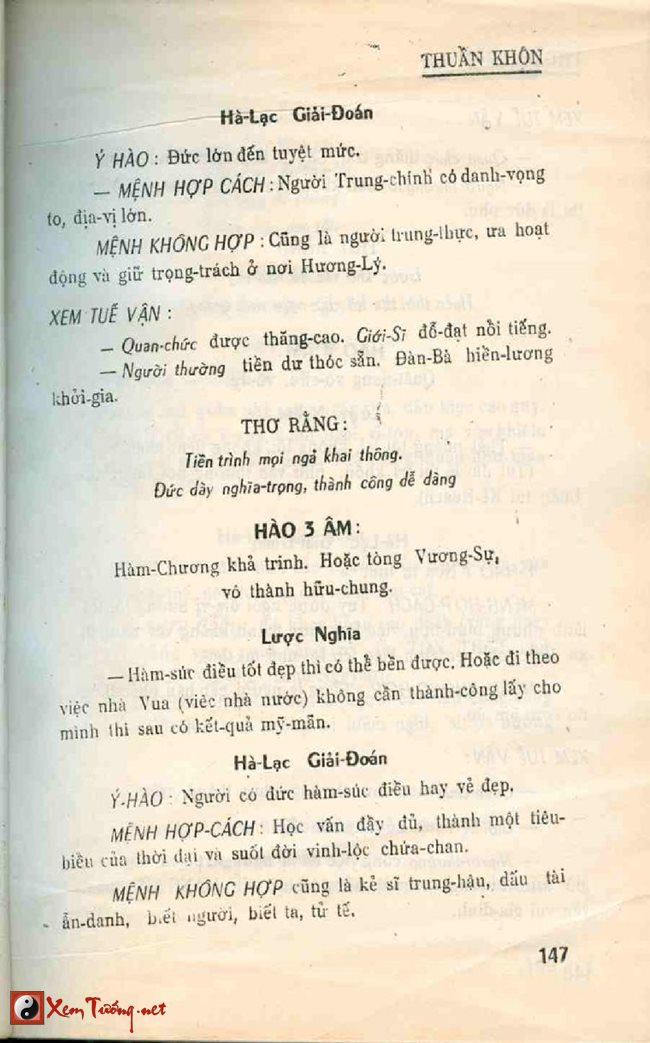 THUẦN KHÔN
Hà-Lạc Giải-Đoán
Ý HÀO : Đức lớn đến tuyệt mức.
— MỆNH HỢP CÁCH : Người Trung-chính có danh-vọng
to, địa-vị lớn.
MỆNH KHÔNG HỢP : Cũng là người trung-thực, ưa hoạt
động và giữ trọng-trách ở nơi Hương-Lý.
XEM TUẾ VẬN :
— Quan-chức được thăng-cao. Giới-Sĩ đỗ-đạt nổi tiếng.
— Người thường tiền dư thóc sẵn. Đàn-Bà hiền-lương
khởi-gia.
THƠ RẰNG :
Tiền trình mọi ngả khai thông.
Đức dày nghĩa-trọng, thành công dễ dàng
HÀO 3 ÂM :
Hàm-Chương khả trinh. Hoặc tòng Vương-Sự,
vô thành hữu-chung.
Lược Nghĩa
— Hàm-súc điều tốt đẹp thì có thể bền được. Hoặc đi theo
việc nhà Vua (việc nhà nước) không cần thành-công lấy cho
mình thì sau có kết-quả mỹ-mãn.
Hà-Lạc Giải-Đoán
Ý-HÀO : Người có đức hàm-súc điều hay vẻ đẹp.
MỆNH HỢP-CÁCH : Học vấn đầy đủ, thành một tiêu-
biểu của thời đại và suốt đời vinh-lộc chứa-chan.
MỆNH KHÔNG HỢP cũng là kẻ sĩ trung-hậu, dấu tài
ẩn-danh, biết người, biết ta, tử tế.
147
XemTướng.net